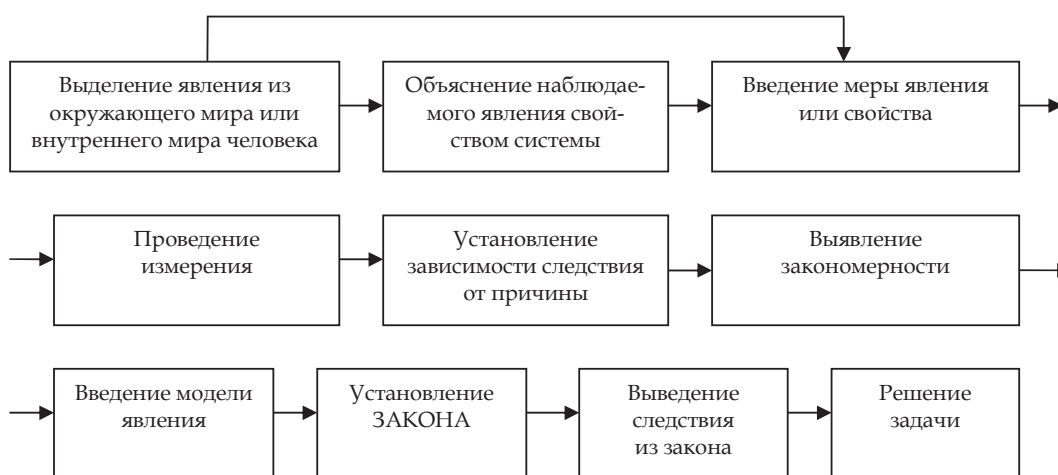 Выделение явления из
окружающего мира или
внутреннего мира человека
Объяснение наблюдае-
мого явления свой-
ством системы
Введение меры явления
или свойства
Проведение
измерения
Установление
зависимости следствия
от причины
Выявление
закономерности
Введение модели
явления
Установление
ЗАКОНА
Выведение
следствия
из закона
Решение
задачи